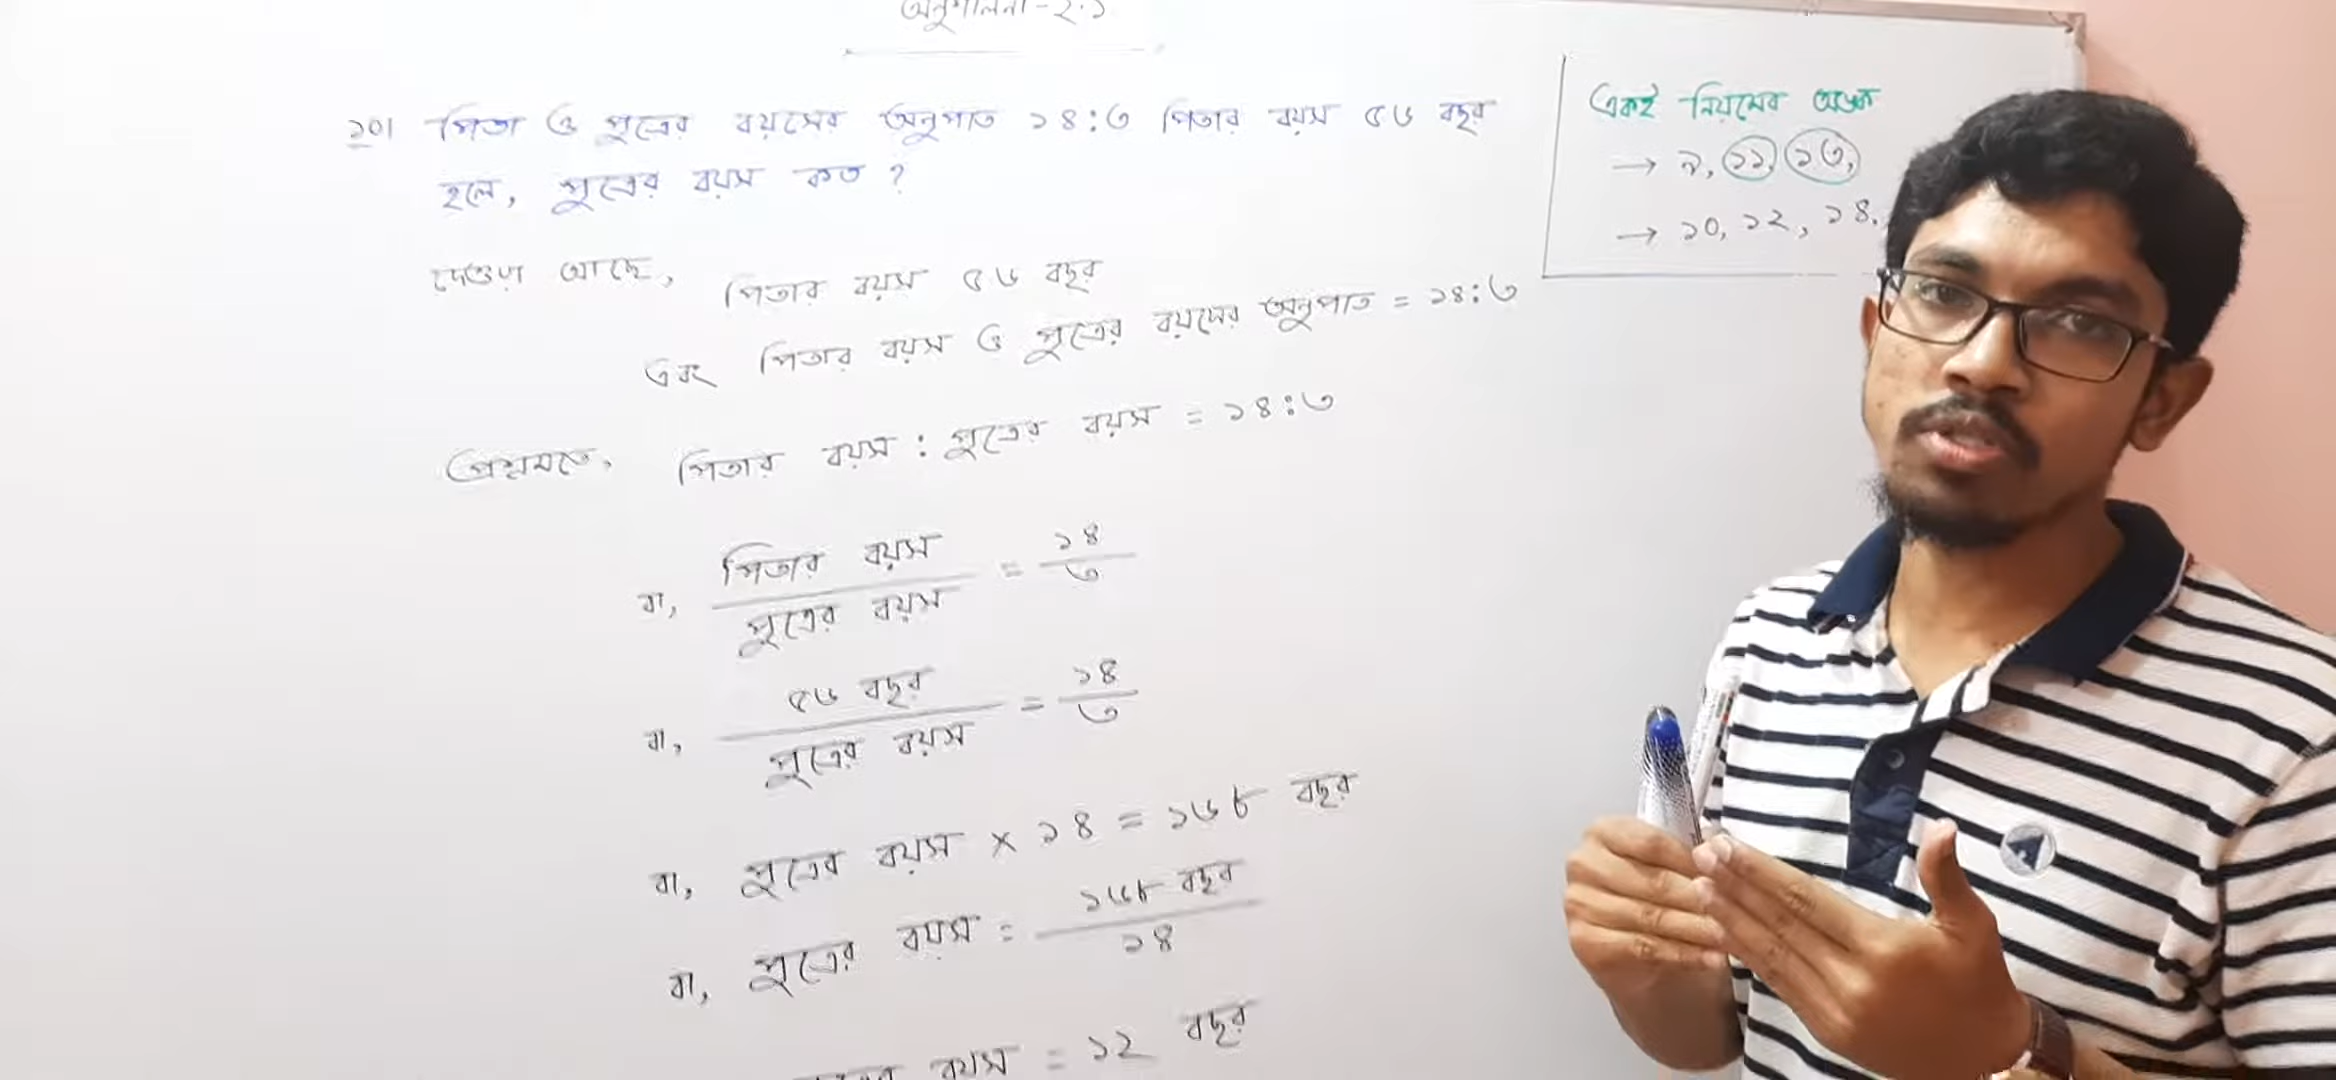 অনুশীলনী-২.১
১০। পিতা ও পুত্রের বয়সের অনুপাত ১৪:৩ পিতার বয়স ৫৬ বছর
হলে, পুত্রের বয়স কত ?
দেওয়া আছে,
পিতার বয়স ৫৬ বছর
এবং পিতার বয়স ও পুত্রের বয়সের অনুপাত = ১৪:৩
প্রশ্নমতে, পিতার বয়স : পুত্রের বয়স = ১৪:৩
বা, পিতার বয়স / পুত্রের বয়স = ১৪ / ৩
বা, ৫৬ বছর / পুত্রের বয়স = ১৪ / ৩
বা, পুত্রের বয়স × ১৪ = ১৬৮ বছর
বা, পুত্রের বয়স = ১৬৮ বছর / ১৪
বয়স = ১২ বছর
একই নিয়মের অঙ্ক
→ ৯, ১১, ১৩,
→ ১০, ১২, ১৪.